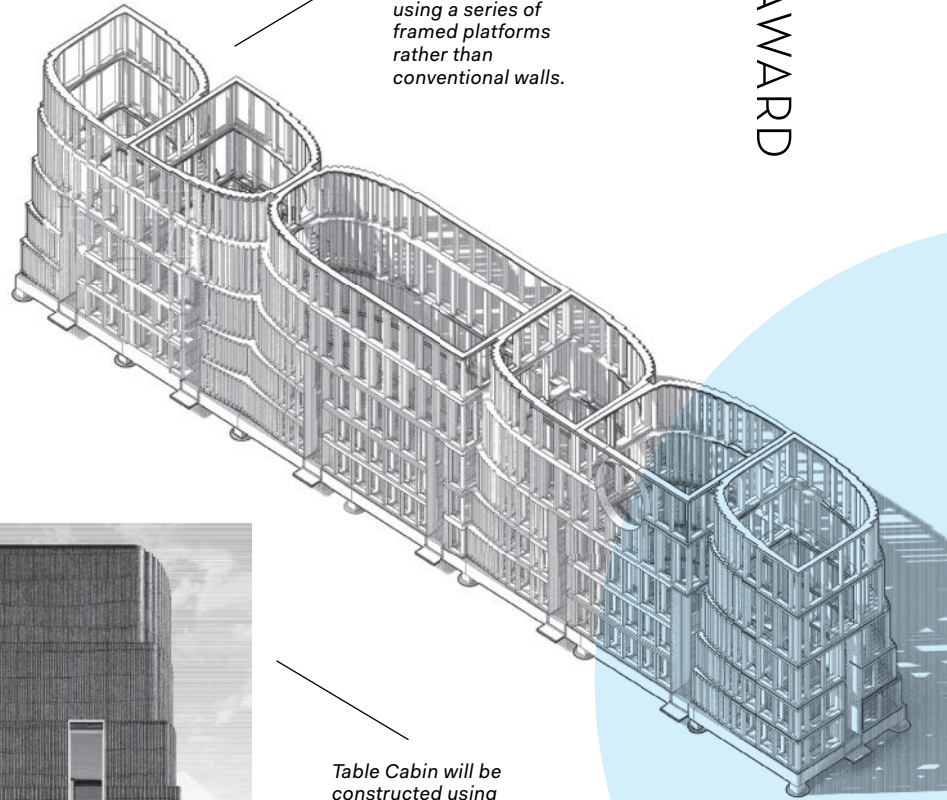 using a series of
framed platforms
rather than
conventional walls.
AWARD
Table Cabin will be
constructed using